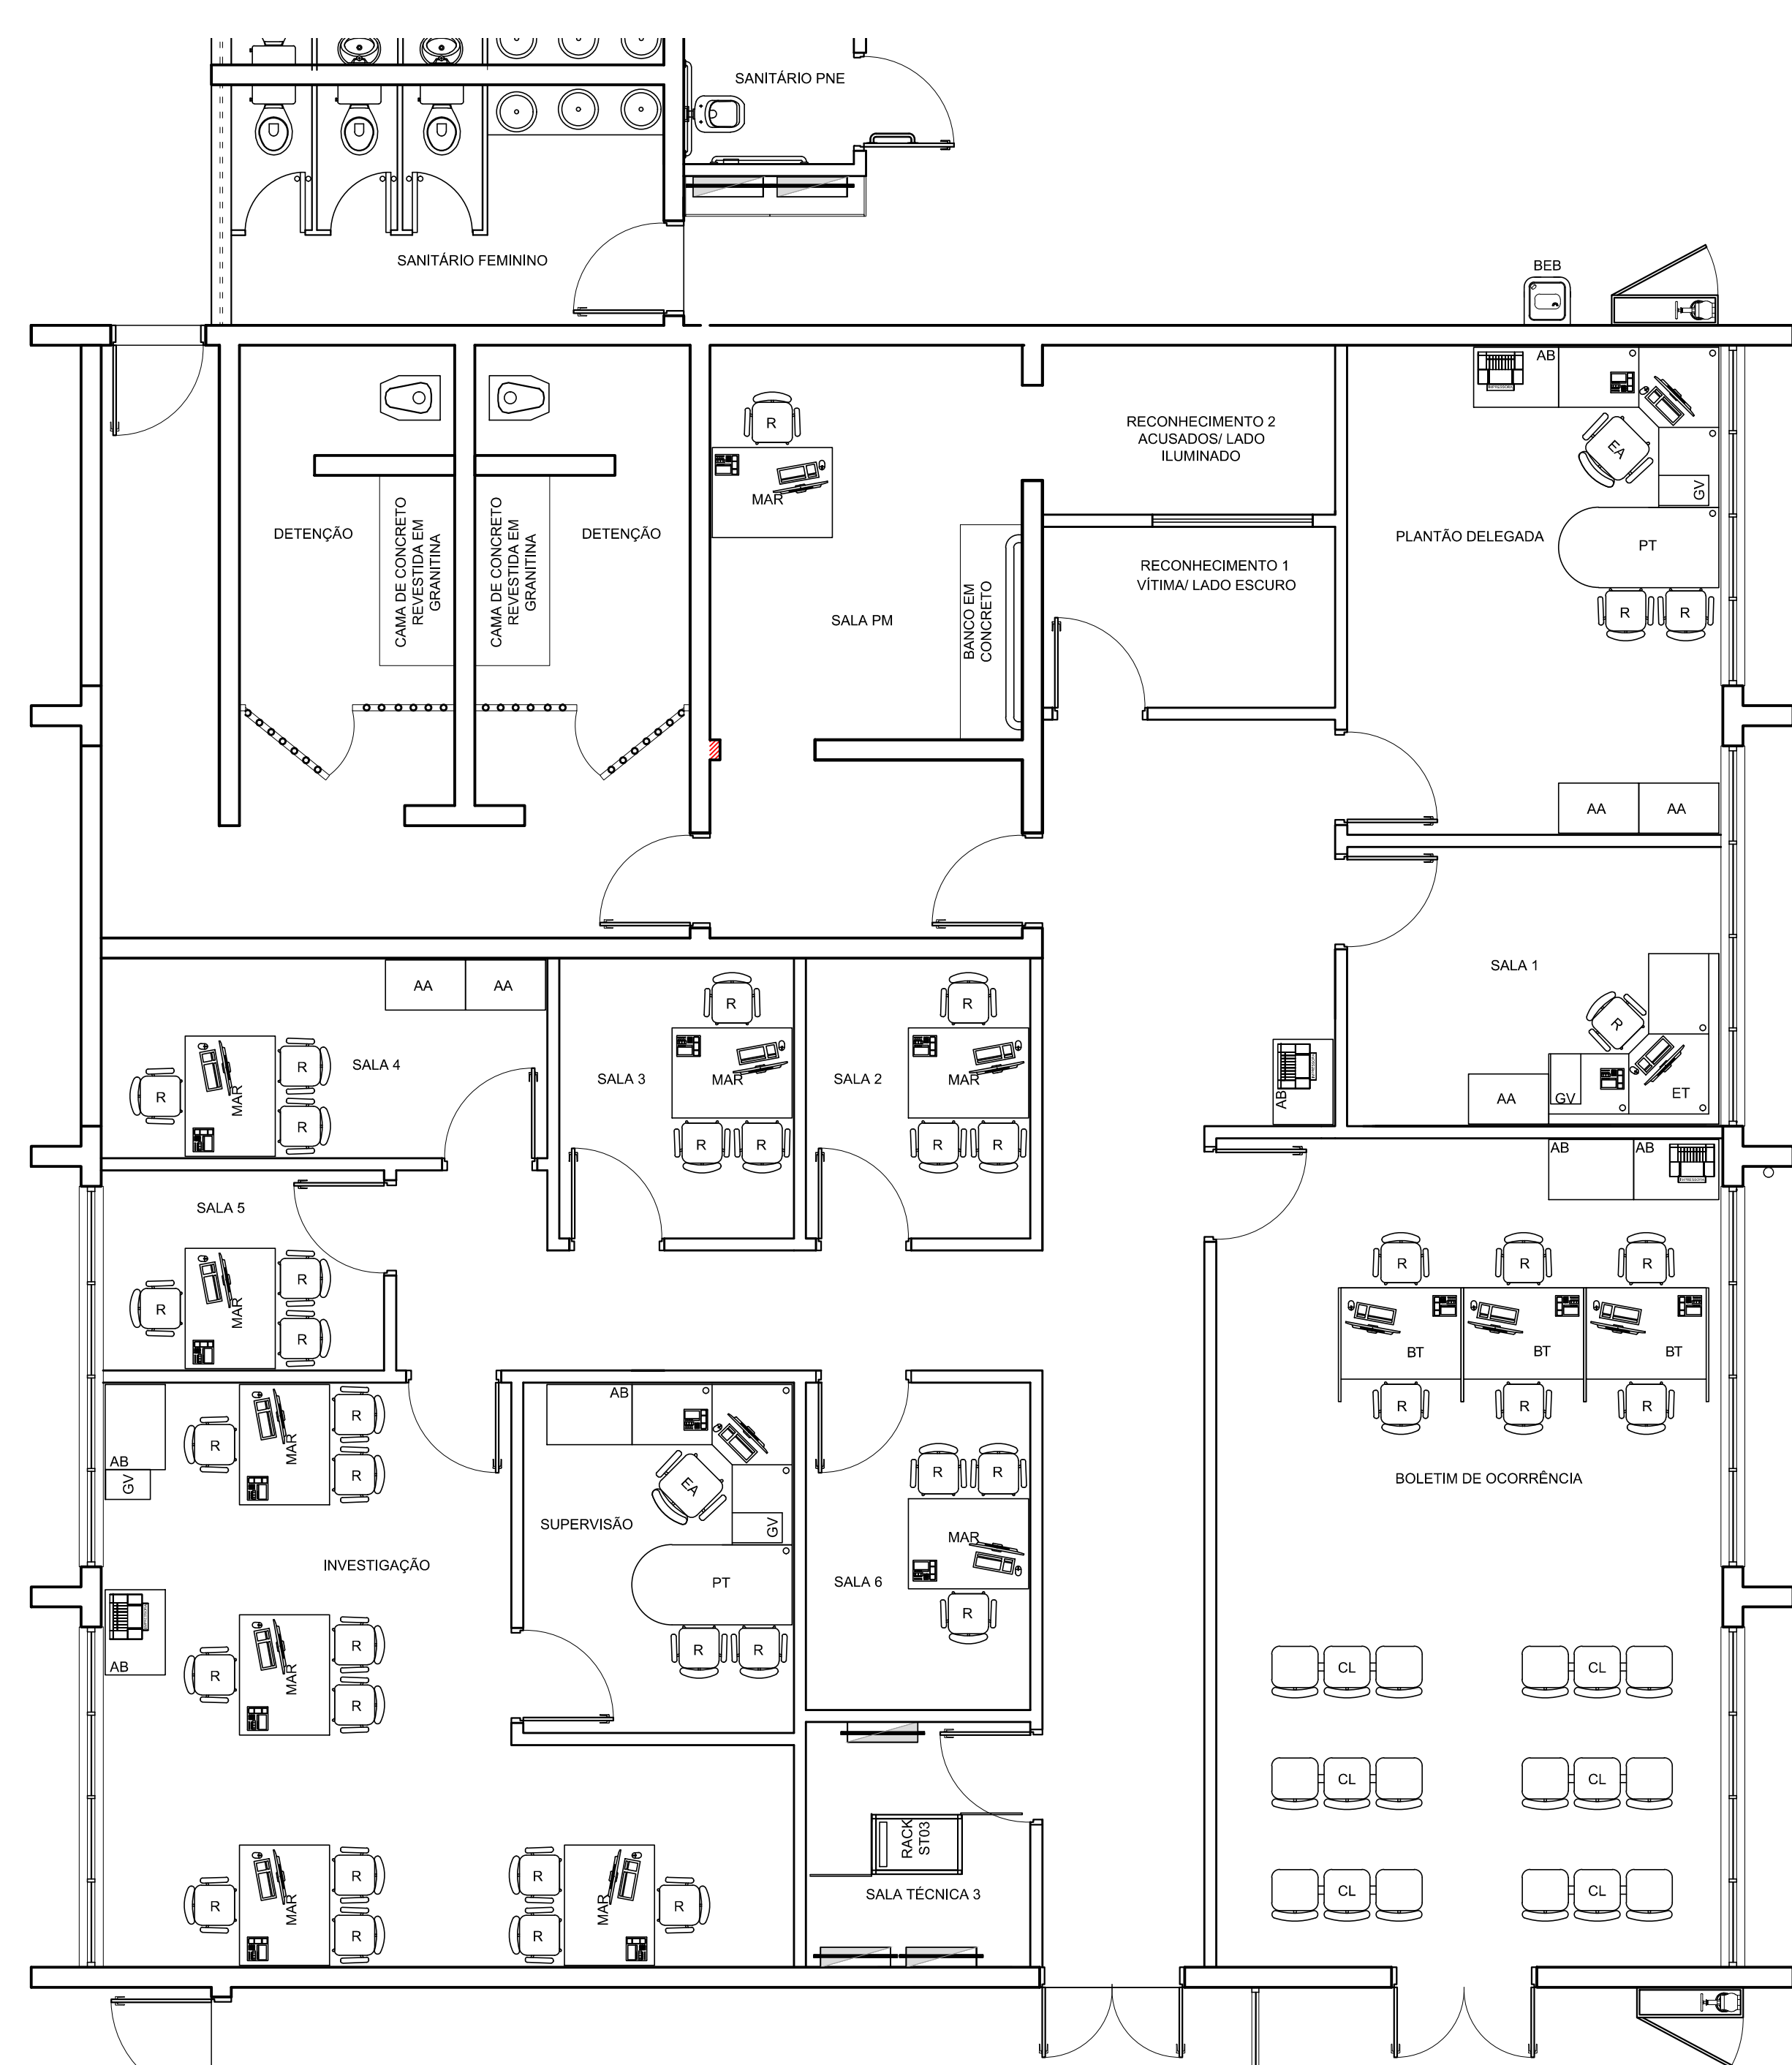 SANITÁRIO PNE
SANITÁRIO FEMININO
BEB
AB
R
MAR
RECONHECIMENTO 2
ACUSADOS/ LADO
ILUMINADO
EA
GV
DETENÇÃO
CAMA DE CONCRETO
REVESTIDA EM
GRANITINA
CAMA DE CONCRETO
REVESTIDA EM
GRANITINA
DETENÇÃO
PLANTÃO DELEGADA
PT
RECONHECIMENTO 1
VÍTIMA/ LADO ESCURO
SALA PM
BANCO EM
CONCRETO
R
R
AA
AA
SALA 1
AA
AA
R
R
R
SALA 4
R
R
MAR
R
SALA 3
MAR
SALA 2
MAR
AB
AA
GV
ET
R
R
R
R
AB
AB
SALA 5
R
R
MAR
R
R
R
R
BT
BT
BT
AB
R
R
R
R
R
MAR
R
AB
GV
EA
R
R
BOLETIM DE OCORRÊNCIA
SUPERVISÃO
GV
MAR
INVESTIGAÇÃO
PT
SALA 6
R
R
R
R
MAR
R
R
R
AB
CL
CL
CL
CL
RACK
ST03
R
R
R
MAR
R
R
MAR
R
SALA TÉCNICA 3
CL
CL